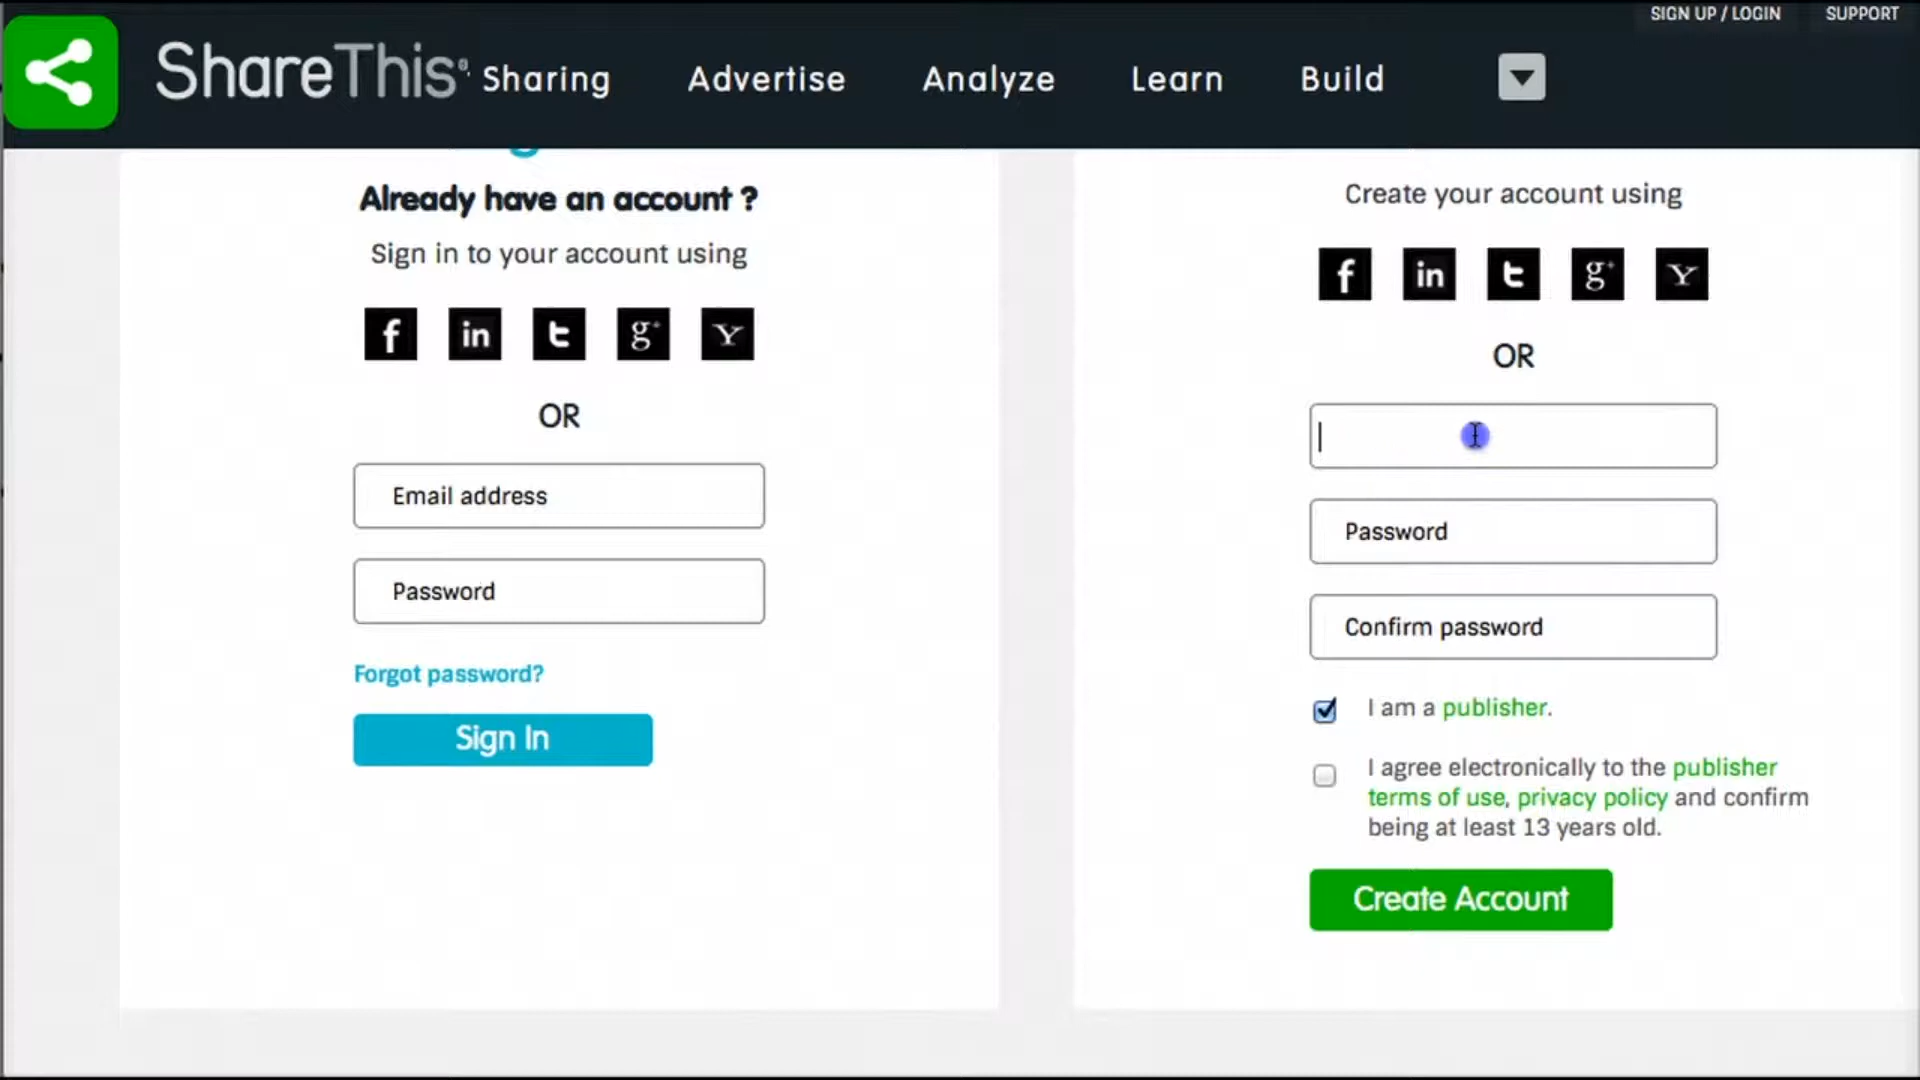 SIGN UP / LOGIN
SUPPORT
ShareThis®
Sharing
Advertise
Analyze
Learn
Build
Already have an account ?
Sign in to your account using
f
in
t
g+
Y
OR
Email address
Password
Forgot password?
Sign In
Create your account using
f
in
t
g+
Y
OR
Password
Confirm password
I am a publisher.
I agree electronically to the publisher
terms of use, privacy policy and confirm
being at least 13 years old.
Create Account